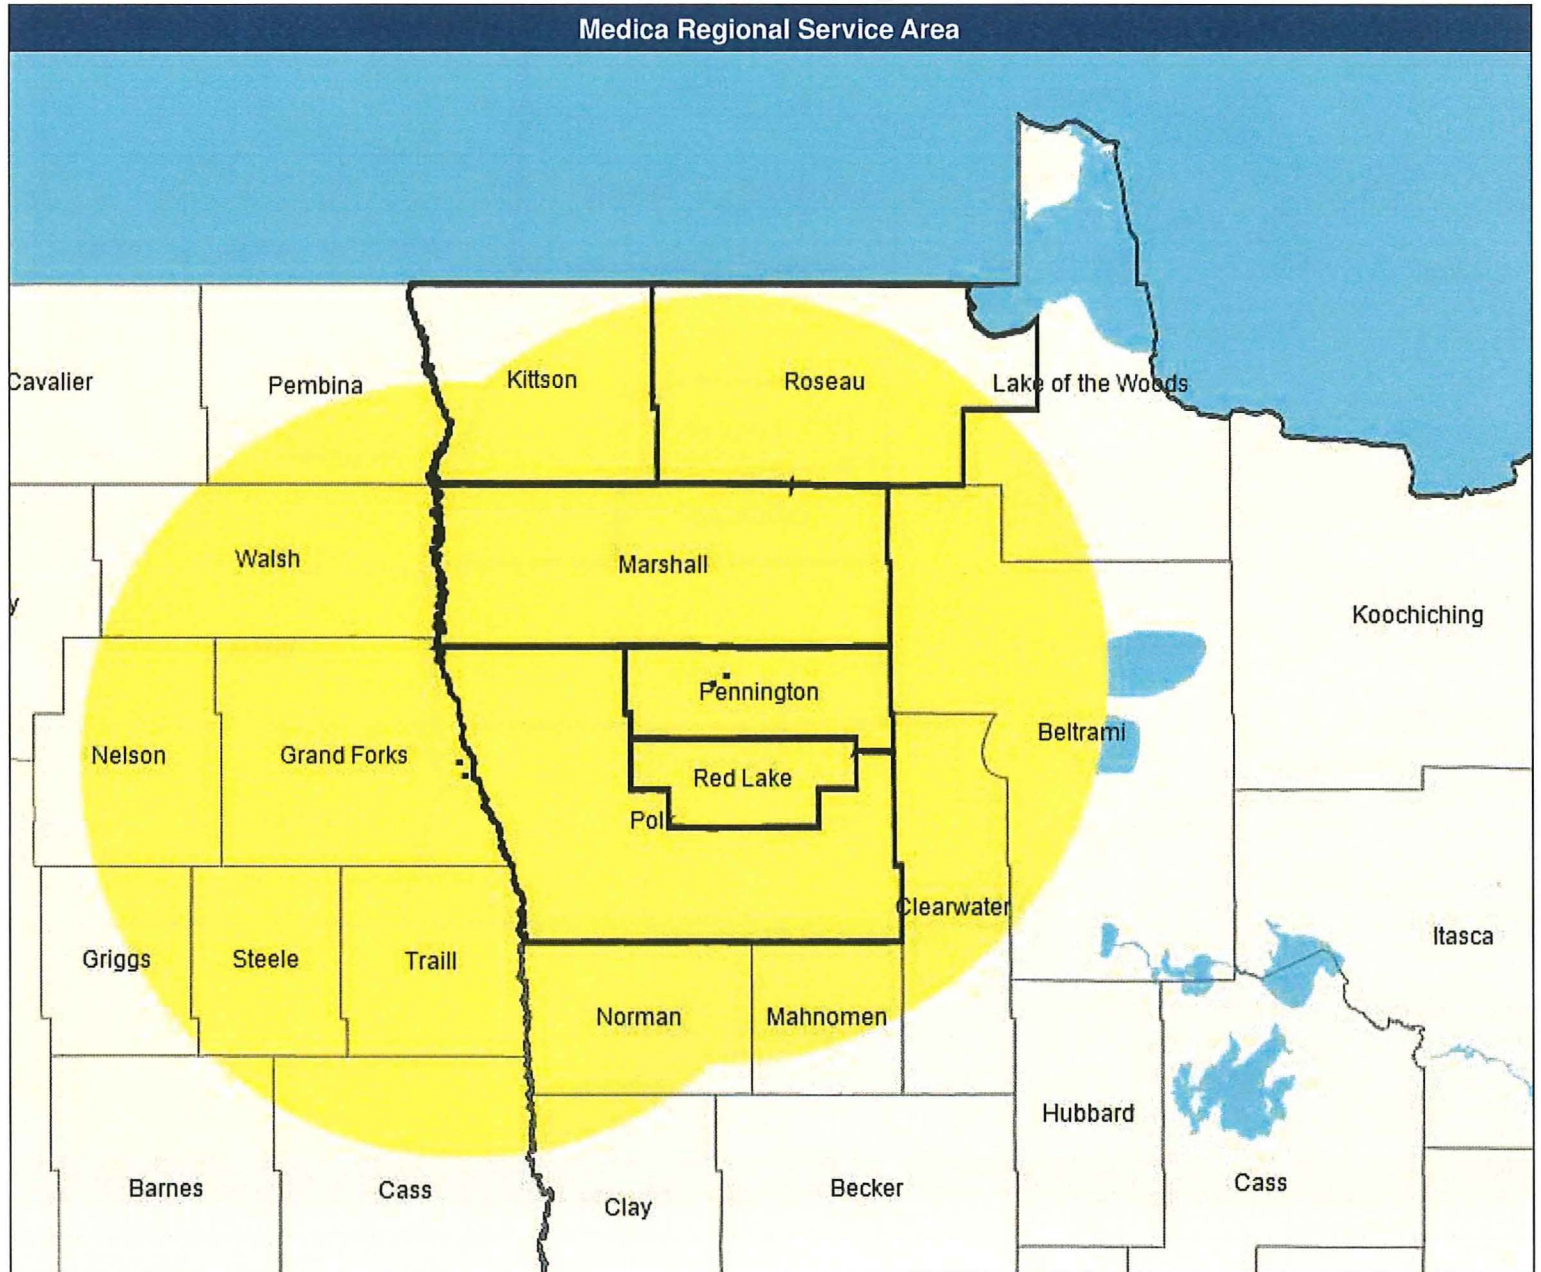 Medica Regional Service Area
Cavalier
Pembina
Kittson
Roseau
Lake of the Woods
Walsh
Marshall
y
Koochiching
Pennington
Nelson
Grand Forks
Red Lake
Beltrami
Pol
Clearwater
Griggs
Steele
Traill
Itasca
Norman
Mahnomen
Hubbard
Barnes
Cass
Clay
Becker
Cass